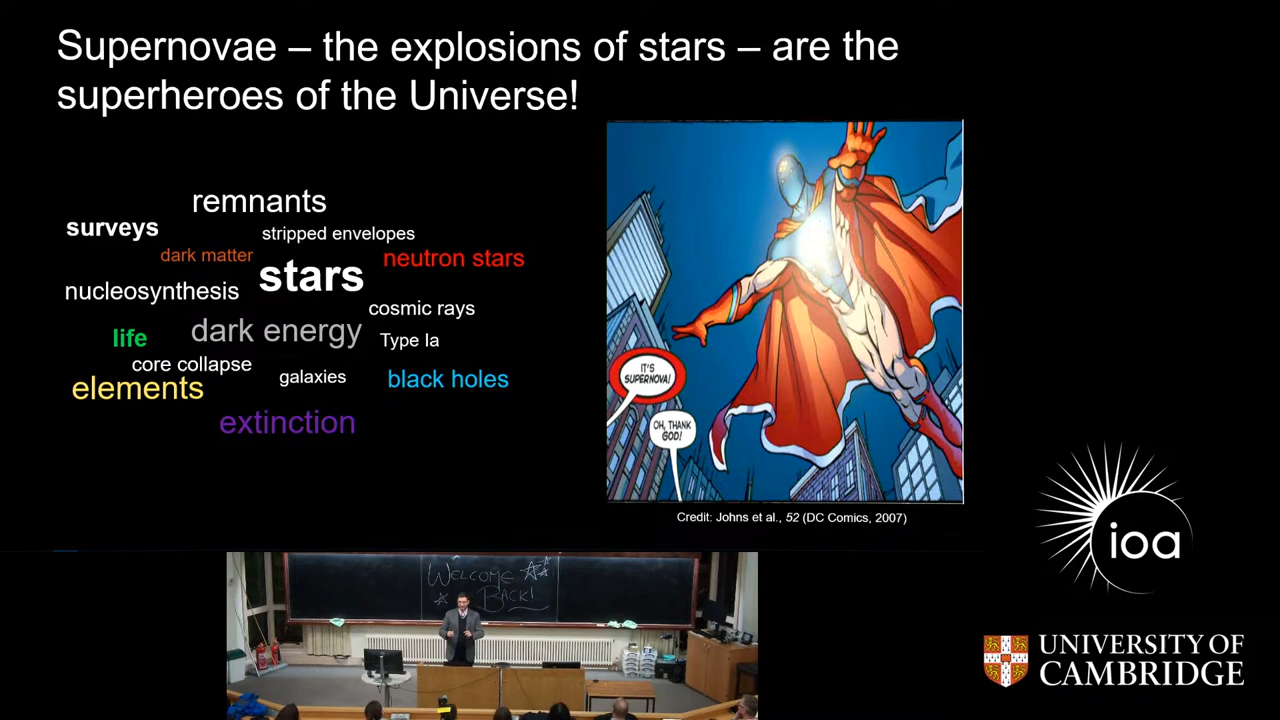 Supernovae – the explosions of stars – are the
superheroes of the Universe!
remnants
surveys
stripped envelopes
dark matter
neutron stars
stars
nucleosynthesis
cosmic rays
life
dark energy
Type Ia
core collapse
galaxies
black holes
elements
extinction
IT'S
SUPERNOVA!
OH, THANK
GOD!
Credit: Johns et al., 52 (DC Comics, 2007)
ioa
WELCOME
BACK!
UNIVERSITY OF
CAMBRIDGE